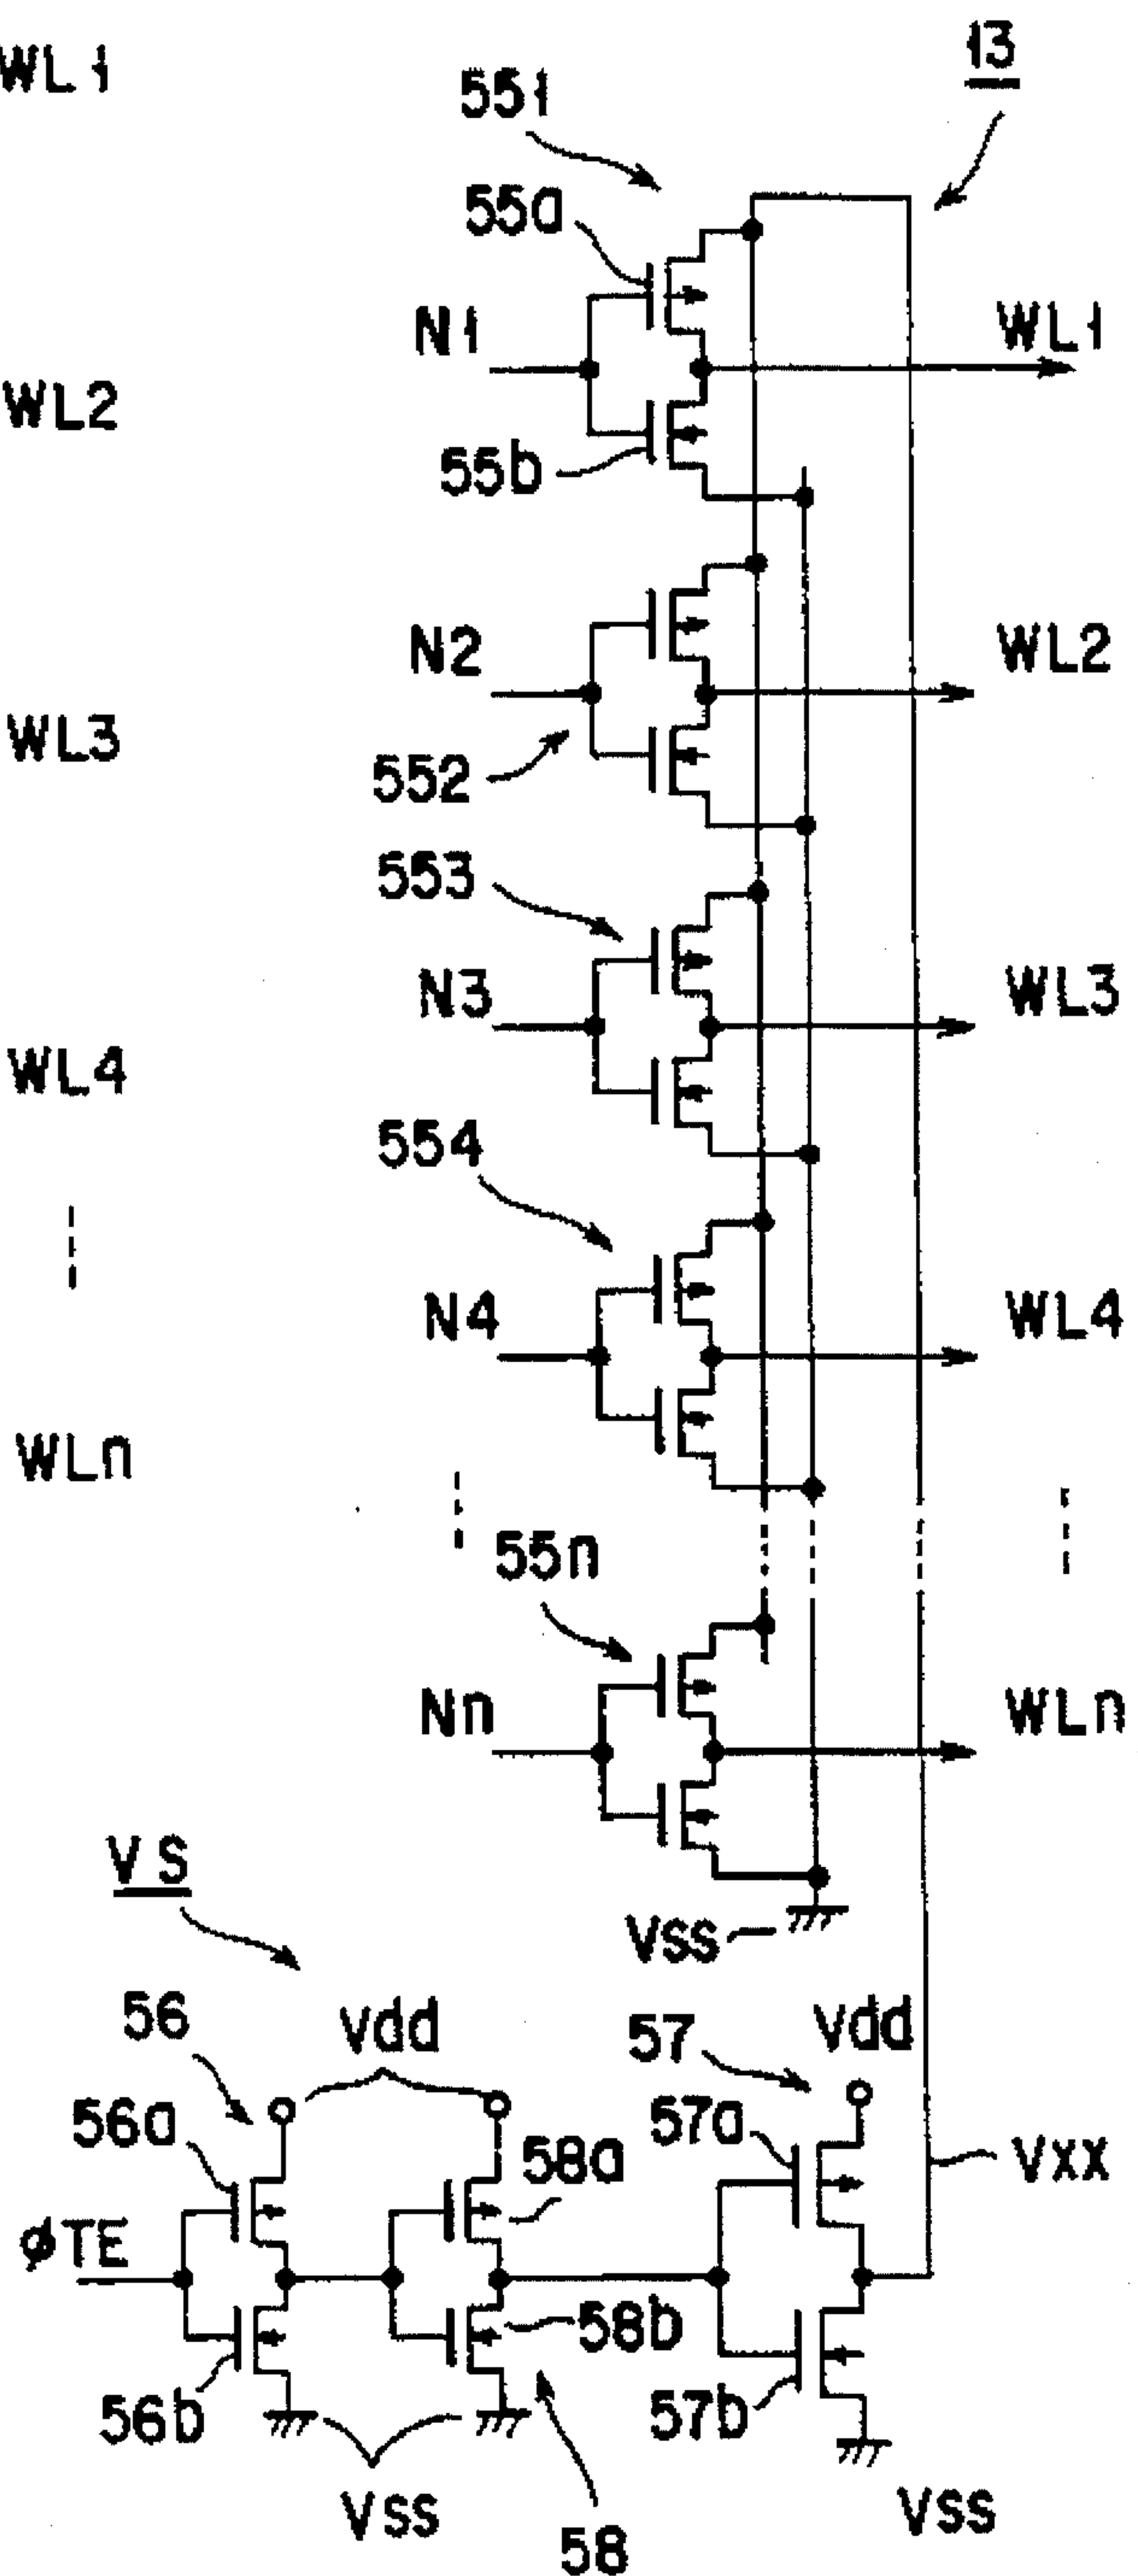 WL1
13
551
55a
N1
WL1
WL2
55b
N2
WL2
WL3
552
553
N3
WL3
WL4
554
N4
WL4
WLn
55n
Nn
WLn
VS
Vss
56
Vdd
57
Vdd
56a
57a
58a
Vxx
φTE
58b
56b
57b
Vss
Vss
58